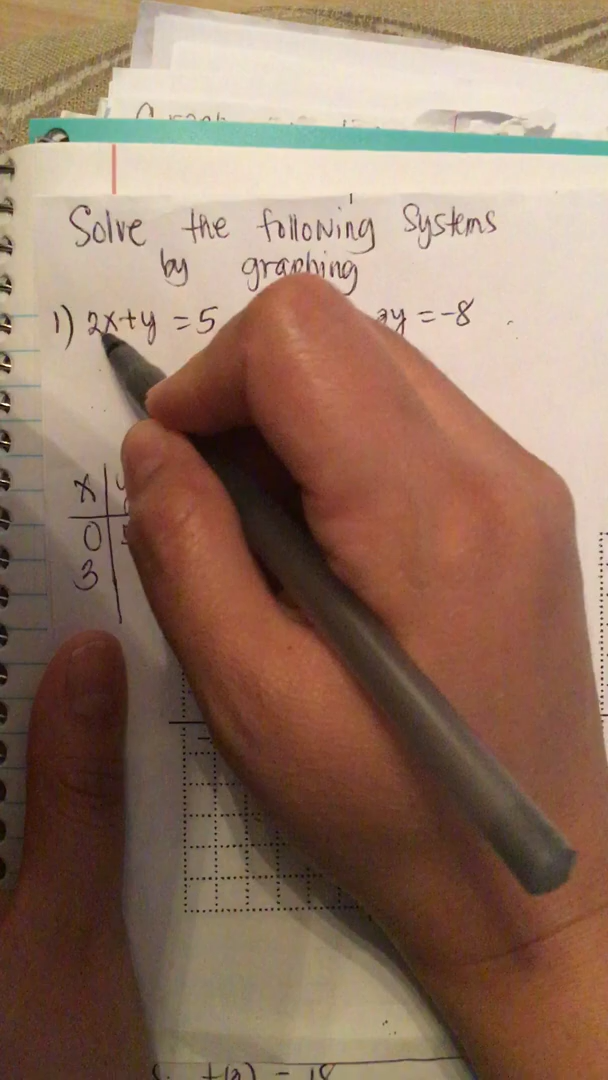 Solve the following Systems
by graphing
1) 2x+y = 5 2y = -8
x
0
3